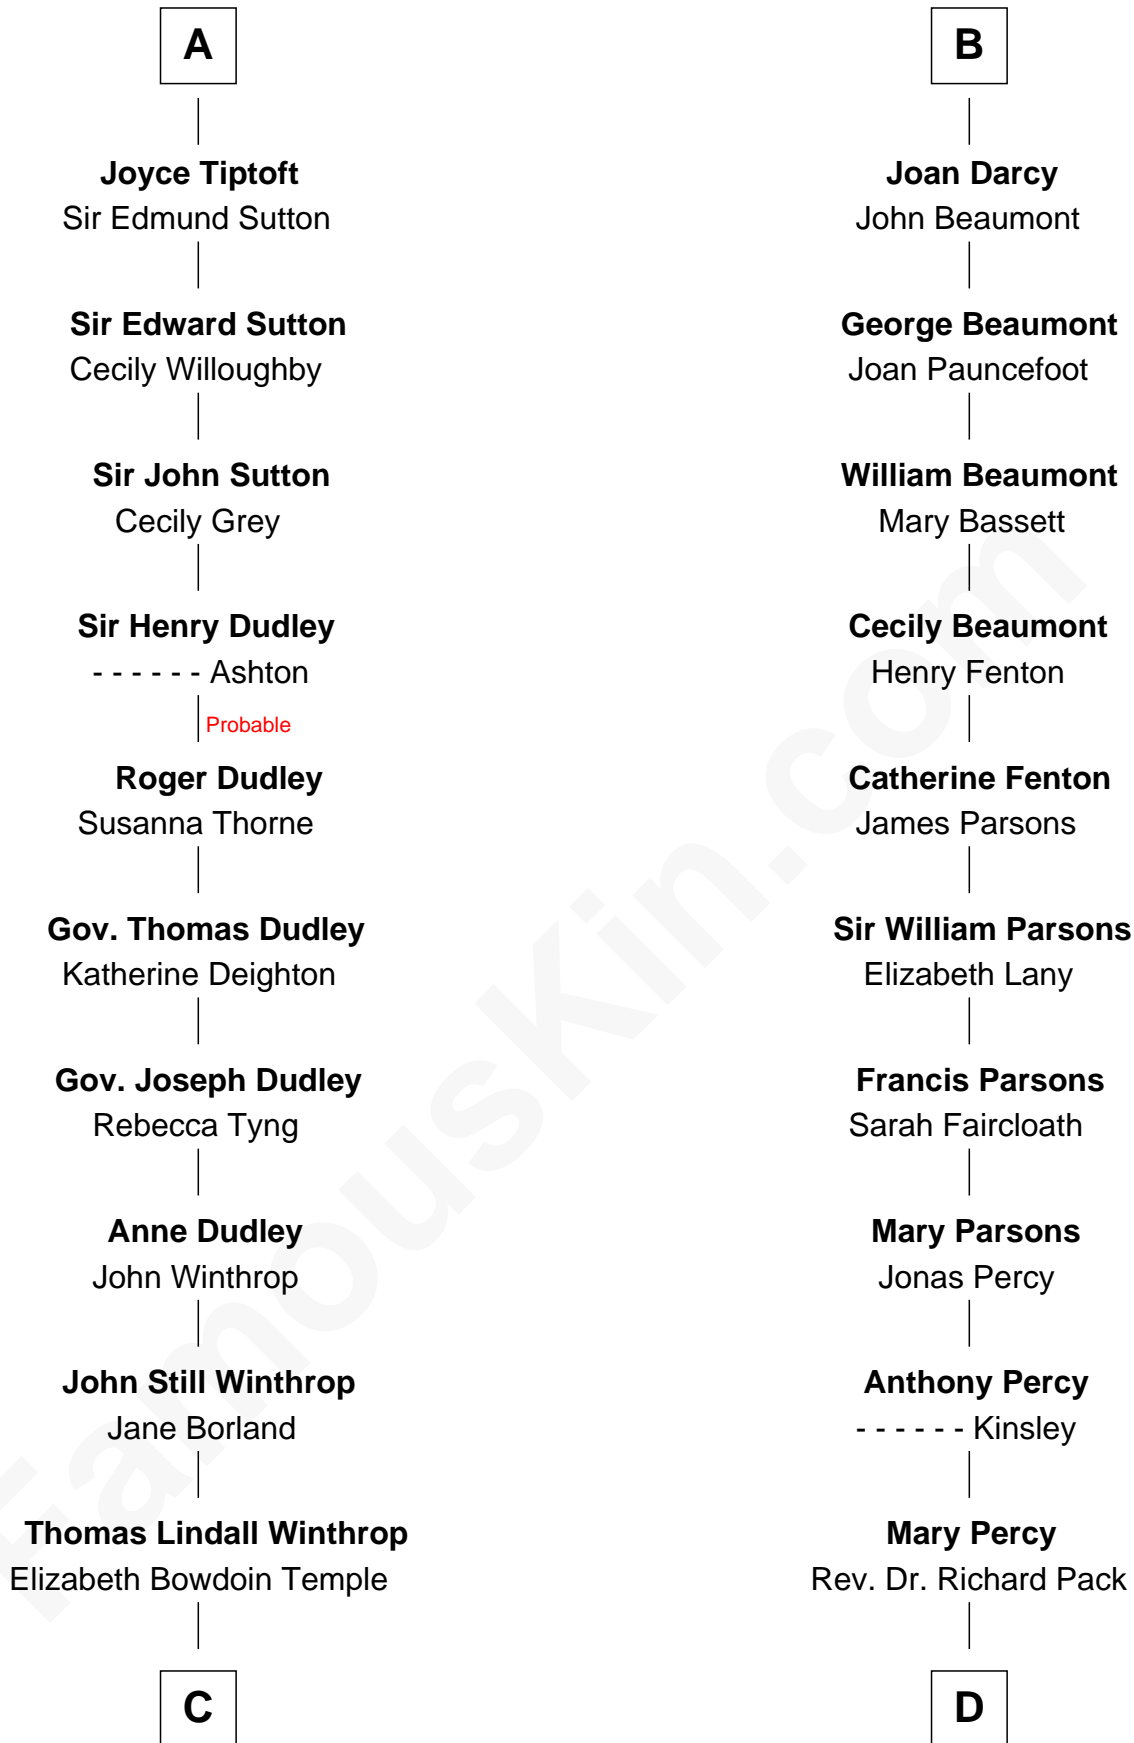 A
Joyce Tiptoft
Sir Edmund Sutton
Sir Edward Sutton
Cecily Willoughby
Sir John Sutton
Cecily Grey
Sir Henry Dudley
- - - - - - Ashton
Probable
Roger Dudley
Susanna Thorne
Gov. Thomas Dudley
Katherine Deighton
Gov. Joseph Dudley
Rebecca Tyng
Anne Dudley
John Winthrop
John Still Winthrop
Jane Borland
Thomas Lindall Winthrop
Elizabeth Bowdoin Temple
C
B
Joan Darcy
John Beaumont
George Beaumont
Joan Pauncefoot
William Beaumont
Mary Bassett
Cecily Beaumont
Henry Fenton
Catherine Fenton
James Parsons
Sir William Parsons
Elizabeth Lany
Francis Parsons
Sarah Faircloath
Mary Parsons
Jonas Percy
Anthony Percy
- - - - - - Kinsley
Mary Percy
Rev. Dr. Richard Pack
D
FamousKin.com